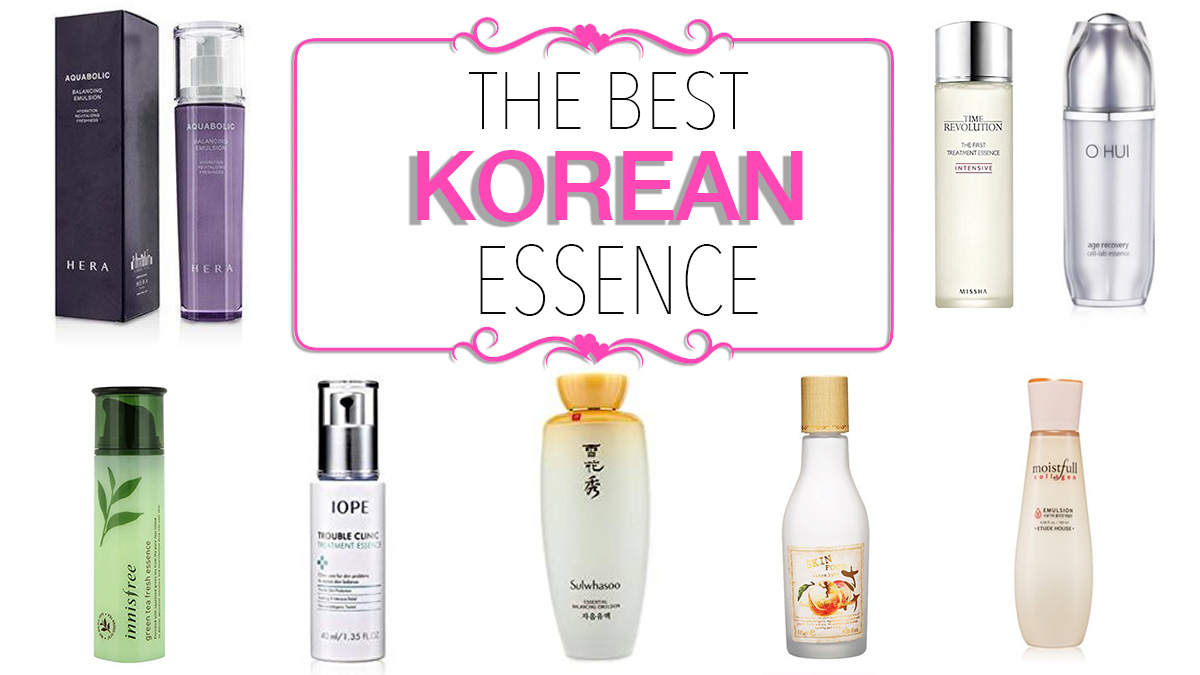 AQUABOLIC
BALANCING
EMULSION
HYDRATION
REVITALIZING
FRESHNESS
HERA
HERA
AQUABOLIC
BALANCING
EMULSION
HYDRATION
REVITALIZING
FRESHNESS
HERA
THE BEST
KOREAN
ESSENCE
TIME
REVOLUTION
THE FIRST
TREATMENT ESSENCE
INTENSIVE
MISSHA
O HUI
age recovery
cell-lab essence
innisfree
green tea fresh essence
IOPE
TROUBLE CLINIC
TREATMENT ESSENCE
40 ml/1.35 FL.OZ.
雪
花
秀
Sulwhasoo
ESSENTIAL
BALANCING EMULSION
자음유액
SKIN
FOOD
moistfull
collagen
EMULSION
ETUDE HOUSE